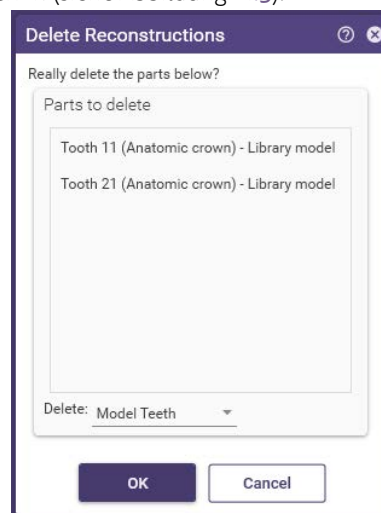 Delete Reconstructions
Really delete the parts below?
Parts to delete
Tooth 11 (Anatomic crown) - Library model
Tooth 21 (Anatomic crown) - Library model
Delete: Model Teeth
OK Cancel